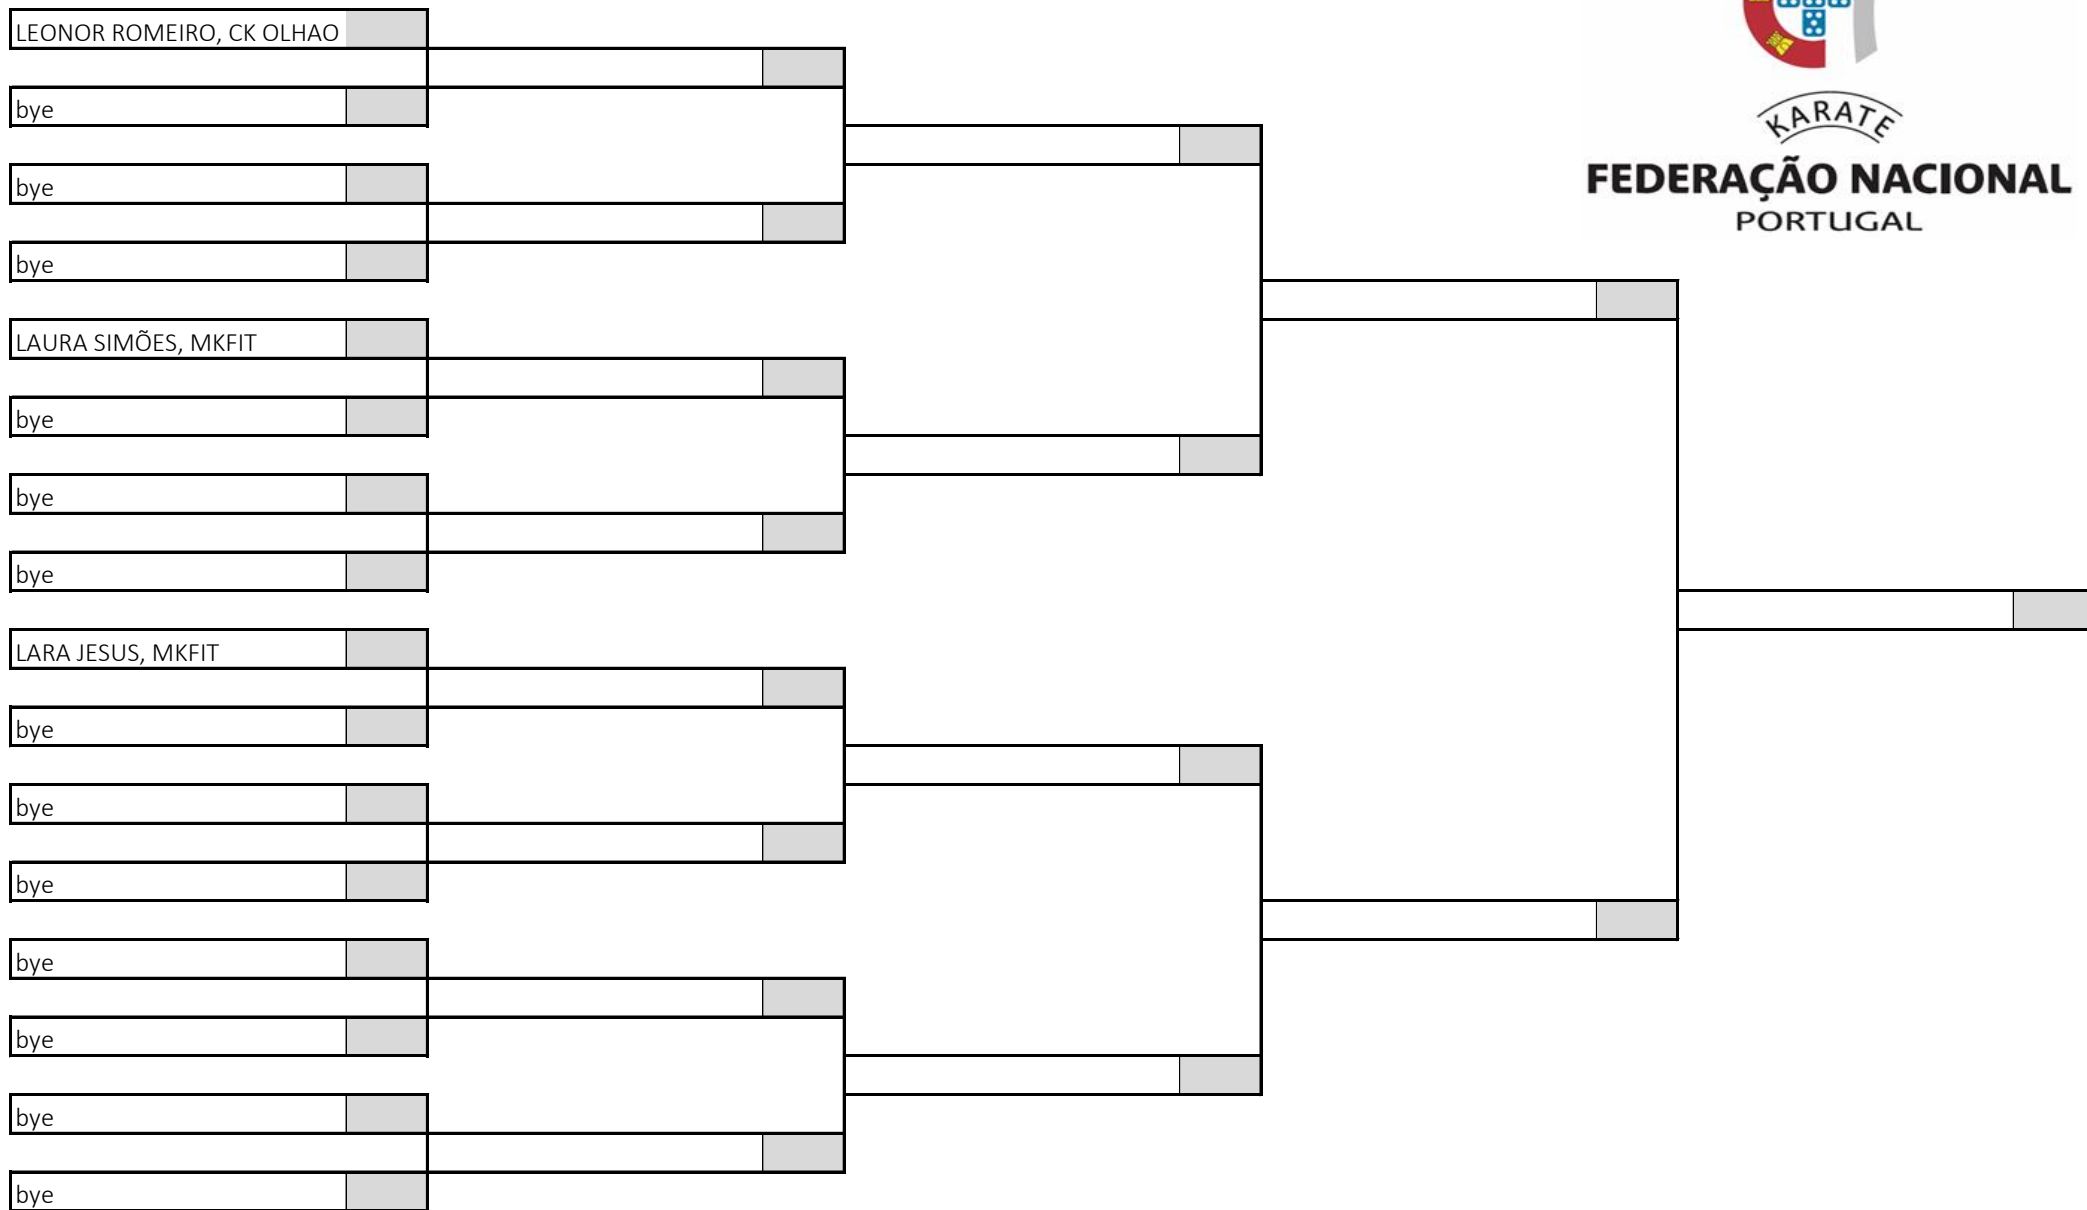 LEONOR ROMEIRO, CK OLHAO
bye
bye
bye
LAURA SIMÕES, MKFIT
bye
bye
bye
LARA JESUS, MKFIT
bye
bye
bye
bye
bye
bye
bye
KARATE
FEDERAÇÃO NACIONAL
PORTUGAL